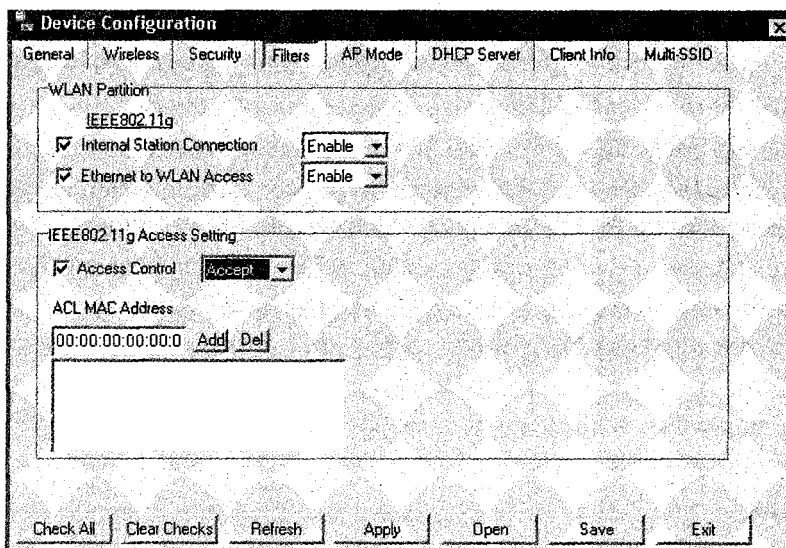 Device Configuration
General Wireless Security Filters AP Mode DHCP Server Client Info Multi-SSID
WLAN Partition
IEEE802.11g
Internal Station Connection Enable
Ethernet to WLAN Access Enable
IEEE802.11g Access Setting
Access Control Accept
ACL MAC Address
00:00:00:00:00:0 Add Del
Check All Clear Checks Refresh Apply Open Save Exit